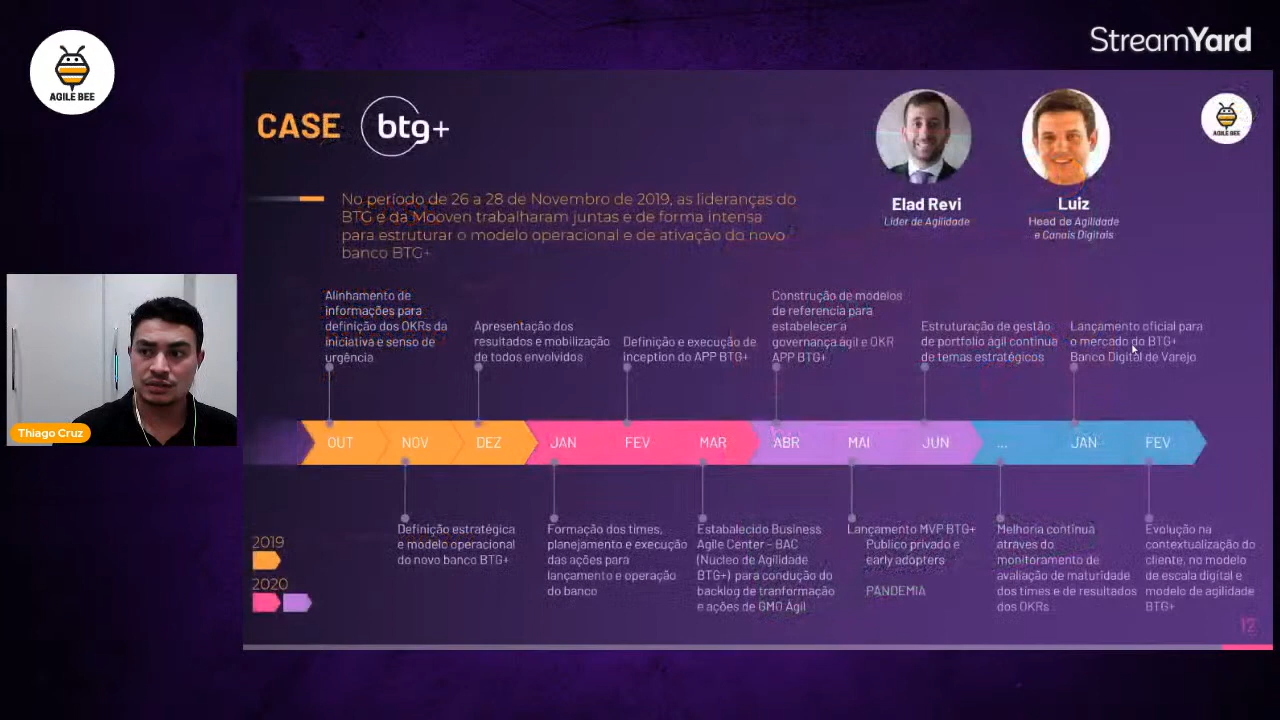 AGILE BEE
StreamYard
CASE btg+
AGILE BEE
No período de 26 a 28 de Novembro de 2019, as lideranças do
BTG e da Mooven trabalharam juntas e de forma intensa
para estruturar o modelo operacional e de ativação do novo
banco BTG+
Elad Revi
Líder de Agilidade
Luiz
Head de Agilidade
e Canais Digitais
Alinhamento de
informações para
definição dos OKRs da
iniciativa e senso de
urgência
Apresentação dos
resultados e mobilização
de todos envolvidos
Definição e execução de
inception do APP BTG+
Construção de modelos
de referencia para
estabelecer a
governança ágil e OKR
APP BTG+
Estruturação de gestão
de portfolio ágil continua
de temas estratégicos
Lançamento oficial para
o mercado do BTG+
Banco Digital de Varejo
Thiago Cruz
OUT NOV DEZ JAN FEV MAR ABR MAI JUN ... JAN FEV
2019
2020
Definição estratégica
e modelo operacional
do novo banco BTG+
Formação dos times,
planejamento e execução
das ações para
lançamento e operação
do banco
Estabalecido Business
Agile Center - BAC
(Núcleo de Agilidade
BTG+) para condução do
backlog de tranformação
e ações de GMO Ágil
Lançamento MVP BTG+
Publico privado e
early adopters
PANDEMIA
Melhoria continua
atraves do
monitoramento de
avaliação de maturidade
dos times e de resultados
dos OKRs
Evolução na
contextualização do
cliente, no modelo
de escala digital e
modelo de agilidade
BTG+
12